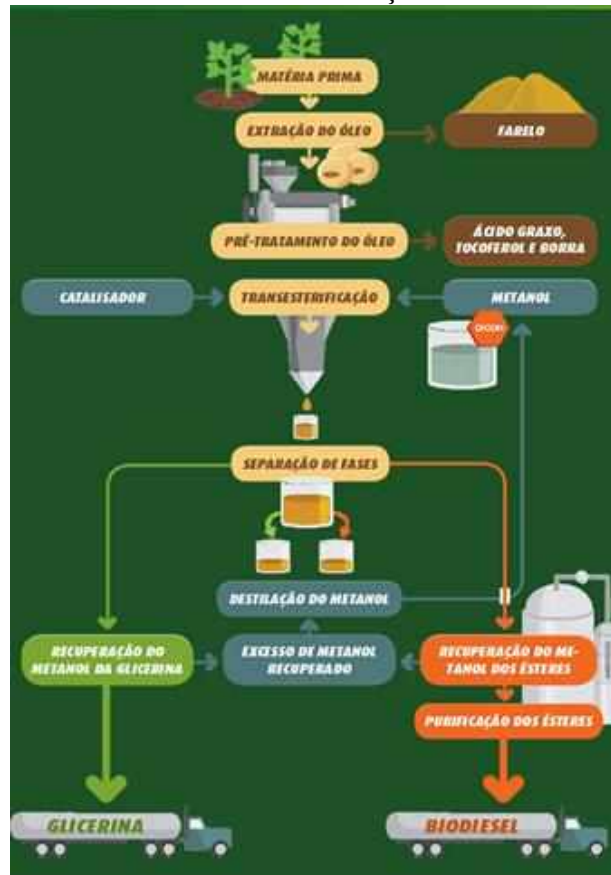 MATÉRIA PRIMA
EXTRAÇÃO DO ÓLEO
FARELO
PRÉ-TRATAMENTO DO ÓLEO
ÁCIDO GRAXO,
TOCOFEROL E BORRA
CATALISADOR
TRANSESTERIFICAÇÃO
METANOL
SEPARAÇÃO DE FASES
DESTILAÇÃO DO METANOL
RECUPERAÇÃO DO
METANOL DA GLICERINA
EXCESSO DE METANOL
RECUPERADO
RECUPERAÇÃO DO ME-
TANOL DOS ÉSTERES
PURIFICAÇÃO DOS ÉSTERES
GLICERINA
BIODIESEL